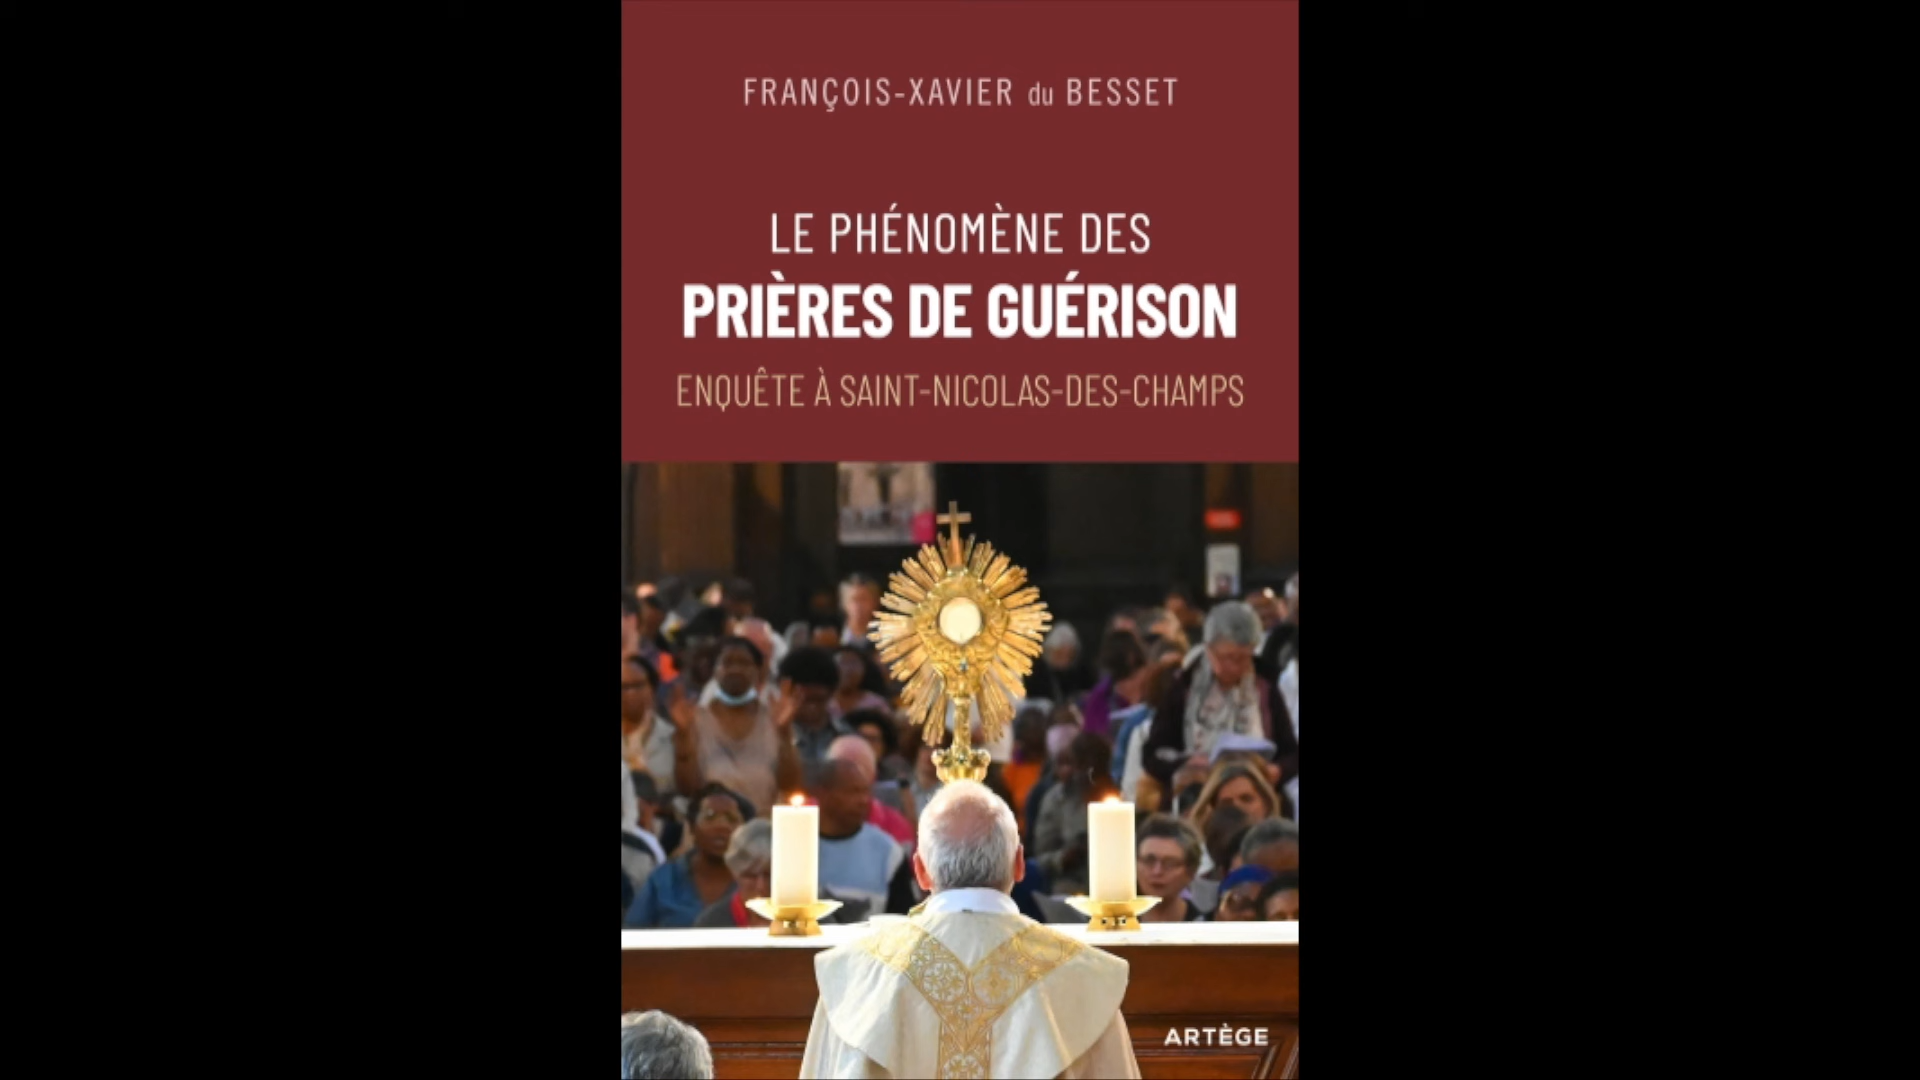 FRANÇOIS-XAVIER du BESSET
LE PHÉNOMÈNE DES
PRIÈRES DE GUÉRISON
ENQUÊTE À SAINT-NICOLAS-DES-CHAMPS
ARTÈGE